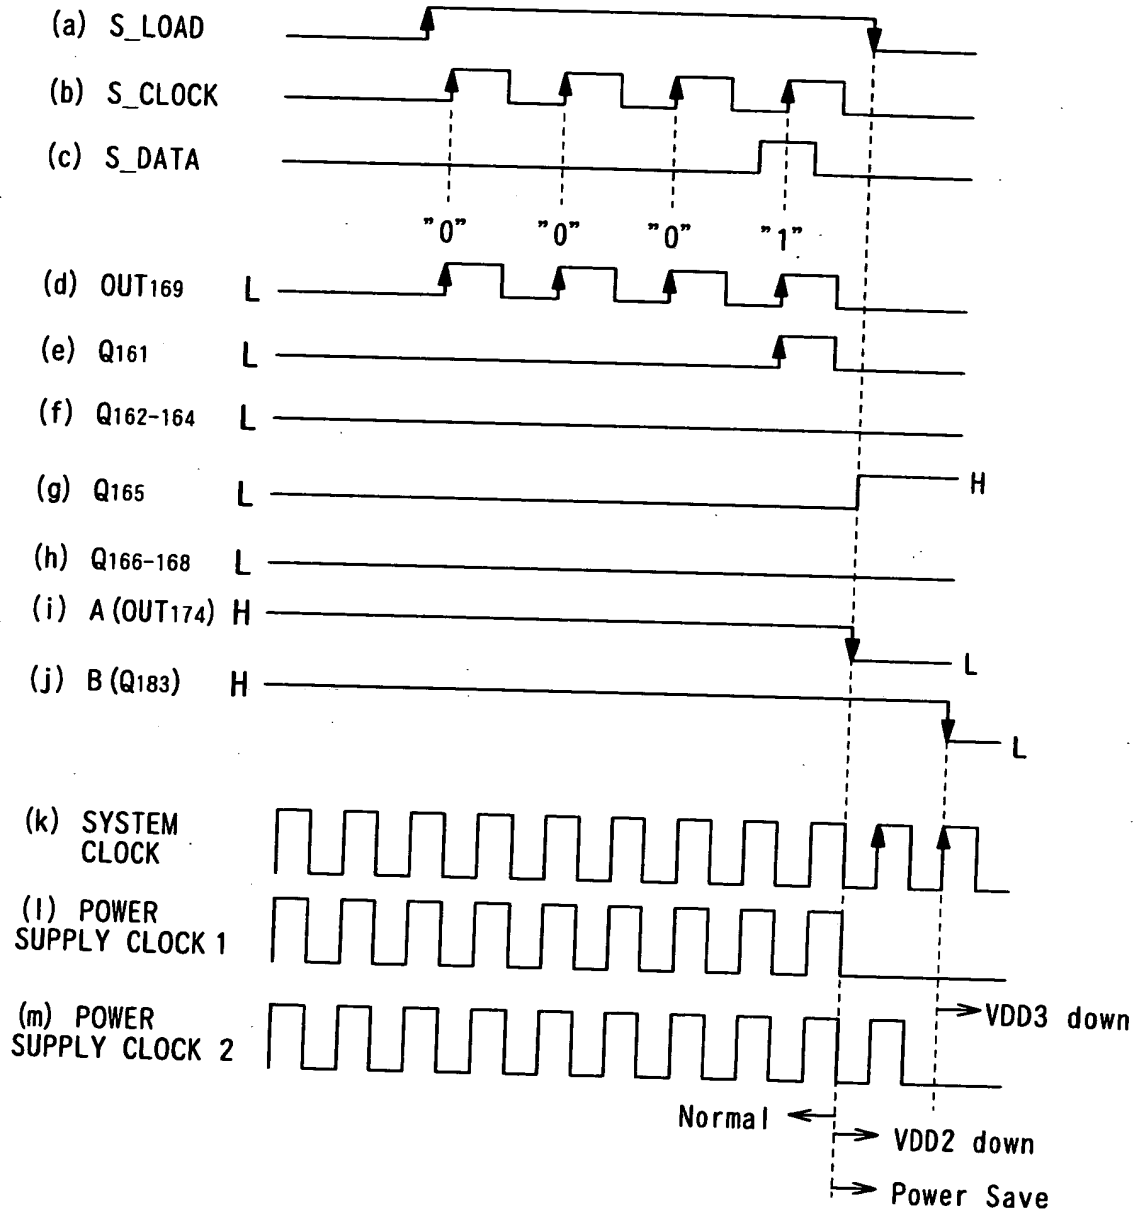 (a) S_LOAD
(b) S_CLOCK
(c) S_DATA
"0" "0" "0" "1"
(d) OUT169 L
(e) Q161 L
(f) Q162-164 L
(g) Q165 L H
(h) Q166-168 L
(i) A(OUT174) H L
(j) B(Q183) H L
(k) SYSTEM
CLOCK
(l) POWER
SUPPLY CLOCK 1
VDD3 down
(m) POWER
SUPPLY CLOCK 2
Normal
VDD2 down
Power Save